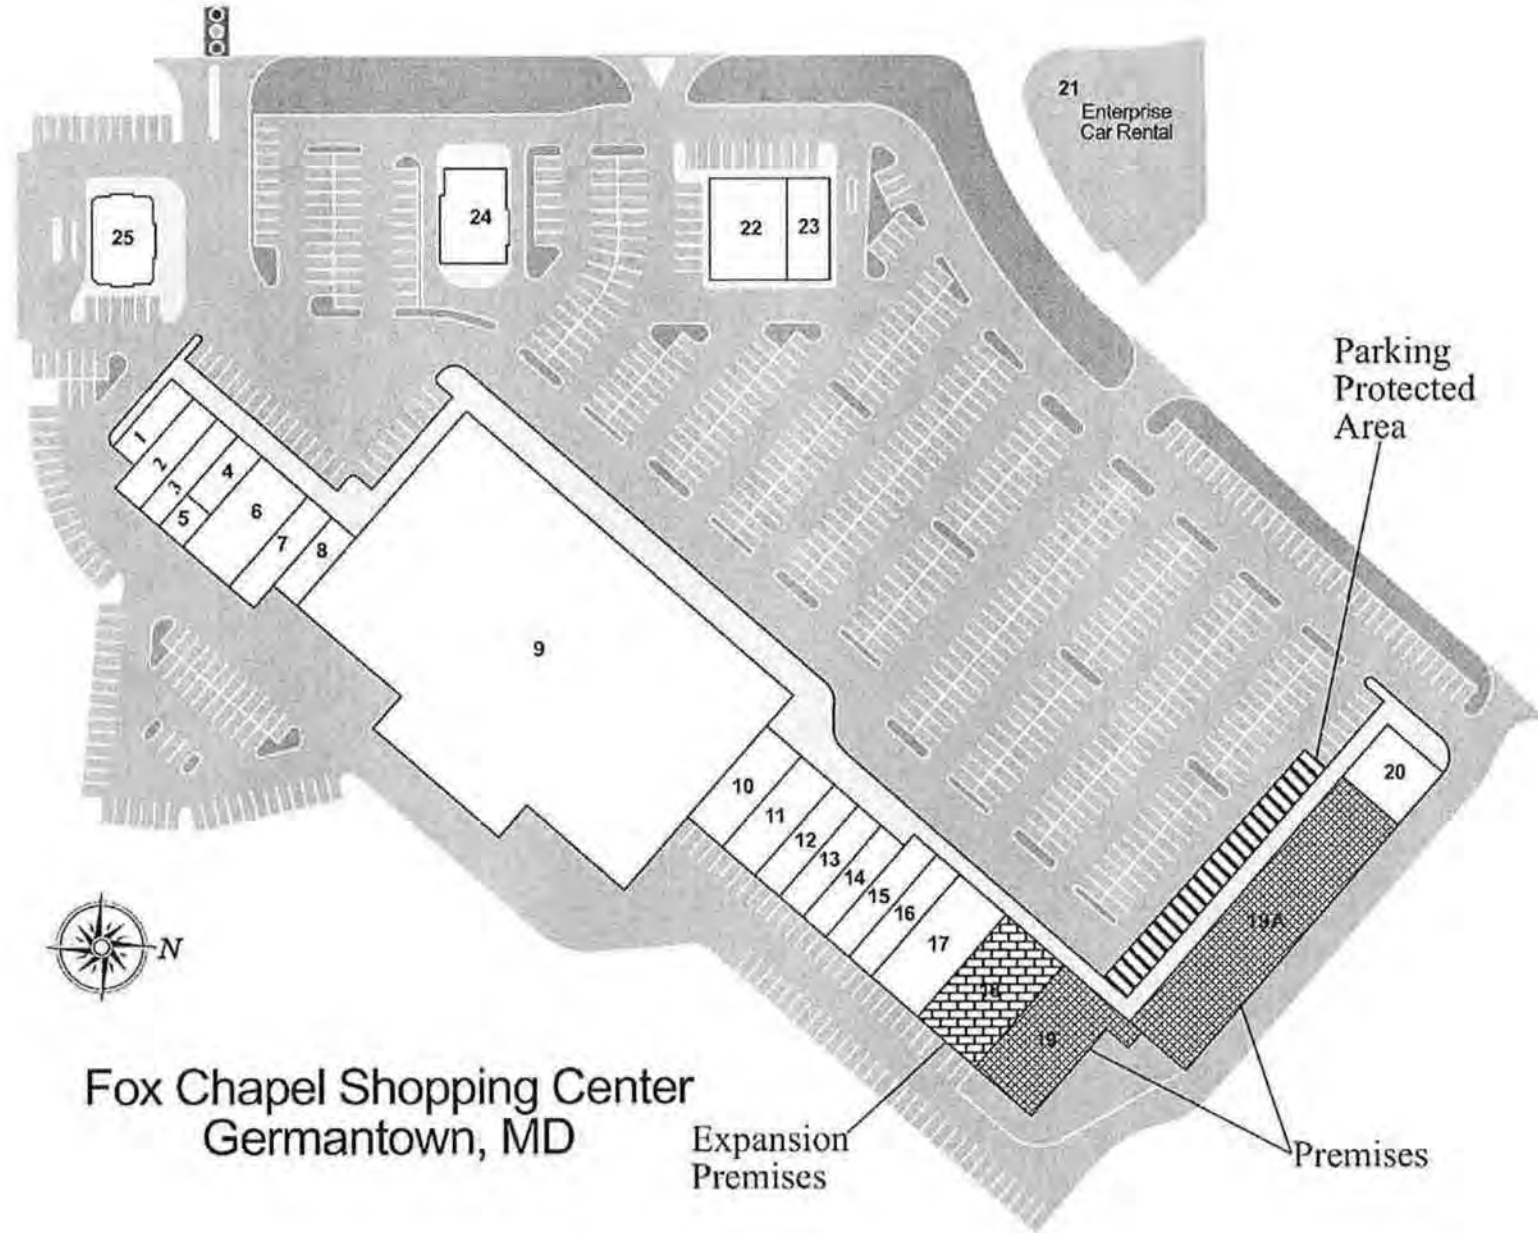 21
Enterprise
Car Rental
25
24
22
23
Parking
Protected
Area
1
2
3
4
5
6
7
8
9
10
11
12
13
14
15
16
17
18
19
19A
20
N
Fox Chapel Shopping Center
Germantown, MD
Expansion
Premises
Premises